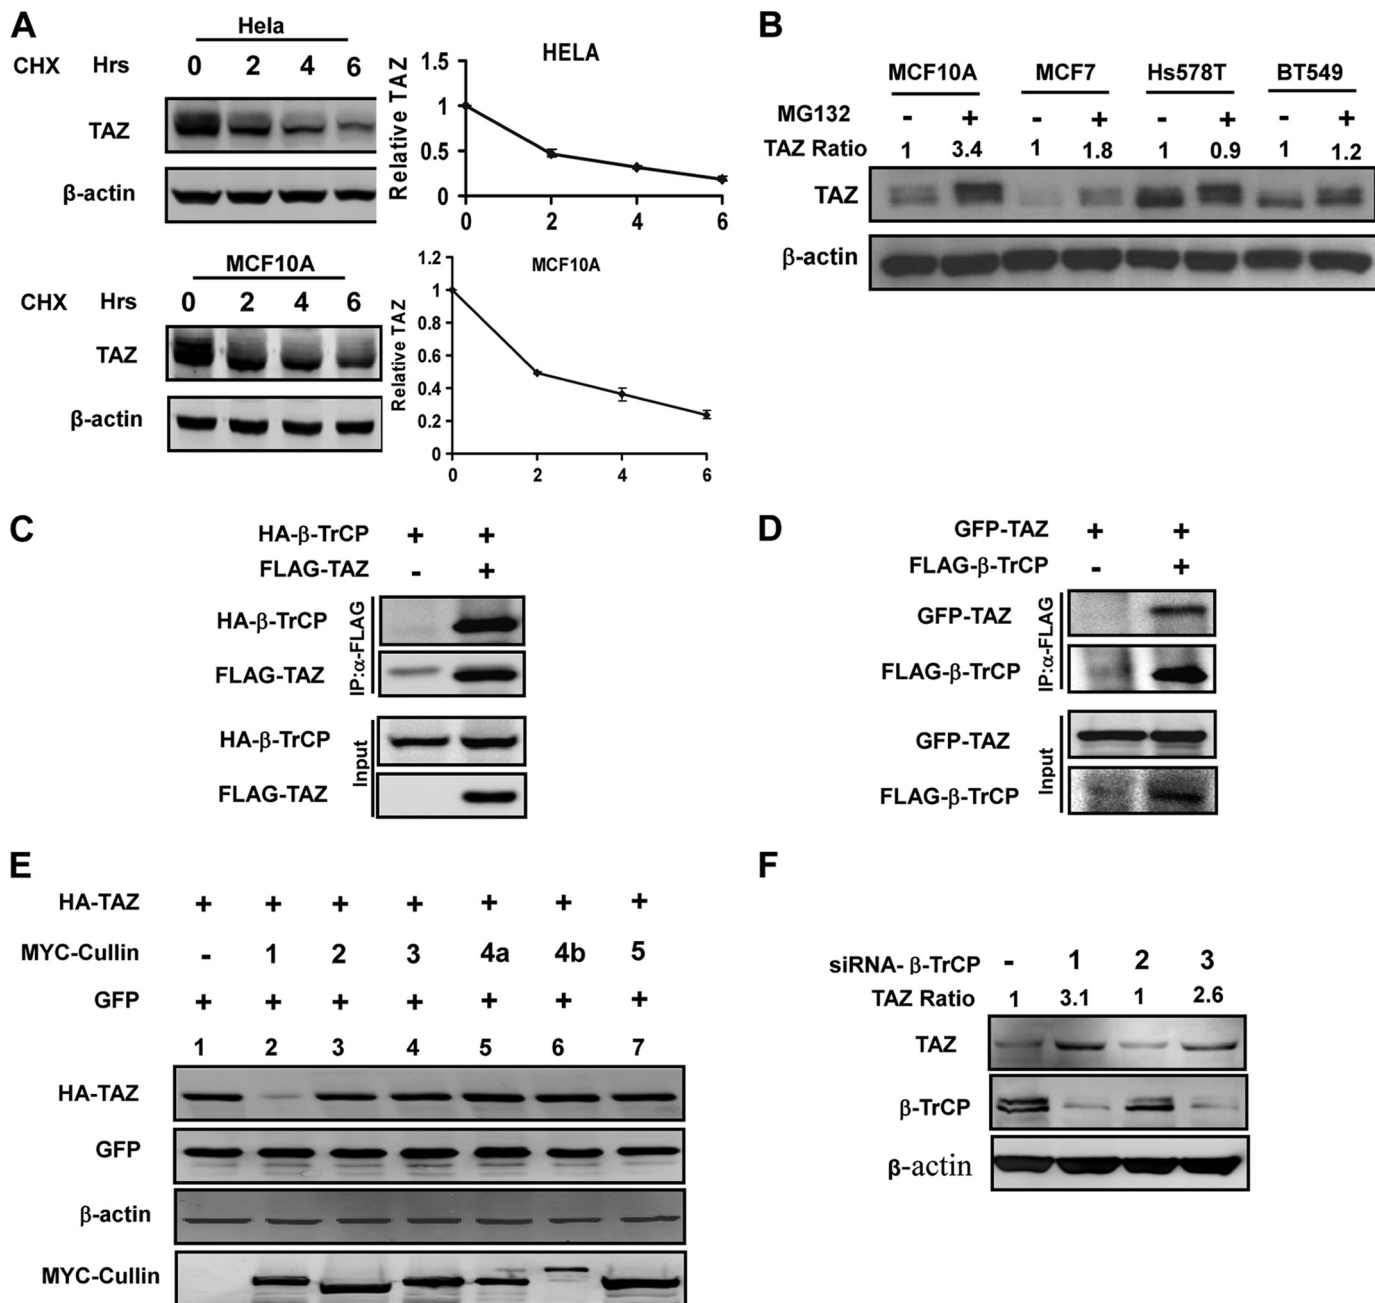 A
Hela
CHX Hrs 0 2 4 6
TAZ
β-actin
HELA
Relative TAZ
1.5
1
0.5
0
0 2 4 6
MCF10A
CHX Hrs 0 2 4 6
TAZ
β-actin
MCF10A
Relative TAZ
1.2
1
0.8
0.6
0.4
0.2
0
0 2 4 6
B
MCF10A MCF7 Hs578T BT549
MG132 - + - + - + - +
TAZ Ratio 1 3.4 1 1.8 1 0.9 1 1.2
TAZ
β-actin
C
HA-β-TrCP + +
FLAG-TAZ - +
IP:α-FLAG
HA-β-TrCP
FLAG-TAZ
Input
HA-β-TrCP
FLAG-TAZ
D
GFP-TAZ + +
FLAG-β-TrCP - +
IP:α-FLAG
GFP-TAZ
FLAG-β-TrCP
Input
GFP-TAZ
FLAG-β-TrCP
E
HA-TAZ + + + + + + +
MYC-Cullin - 1 2 3 4a 4b 5
GFP + + + + + + +
1 2 3 4 5 6 7
HA-TAZ
GFP
β-actin
MYC-Cullin
F
siRNA- β-TrCP - 1 2 3
TAZ Ratio 1 3.1 1 2.6
TAZ
β-TrCP
β-actin